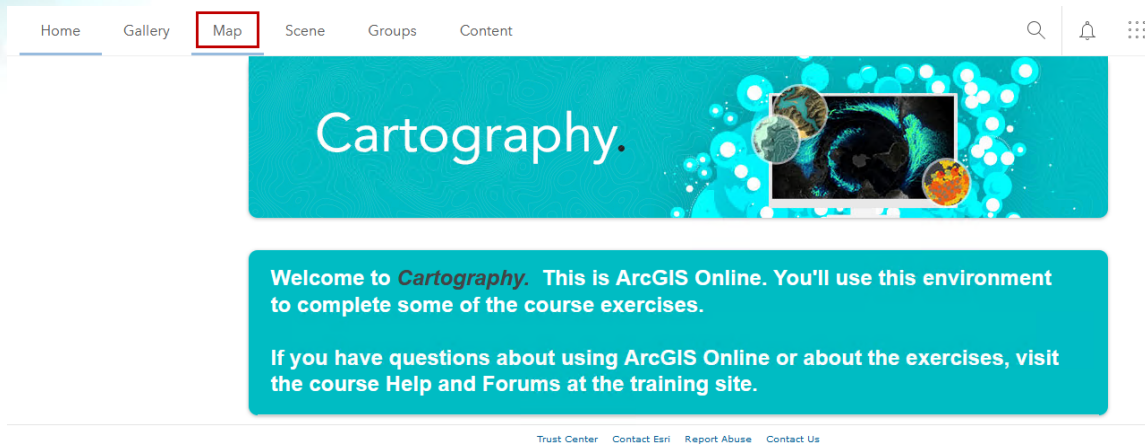 Home Gallery Map Scene Groups Content
Cartography.
Welcome to Cartography. This is ArcGIS Online. You'll use this environment
to complete some of the course exercises.
If you have questions about using ArcGIS Online or about the exercises, visit
the course Help and Forums at the training site.
Trust Center Contact Esri Report Abuse Contact Us